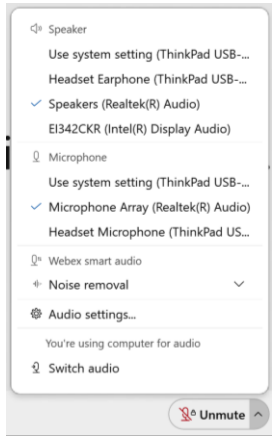 Speaker
Use system setting (ThinkPad USB-...
Headset Earphone (ThinkPad USB-...
Speakers (Realtek(R) Audio)
EI342CKR (Intel(R) Display Audio)
Microphone
Use system setting (ThinkPad USB-...
Microphone Array (Realtek(R) Audio)
Headset Microphone (ThinkPad US...
Webex smart audio
Noise removal
Audio settings...
You're using computer for audio
Switch audio
Unmute